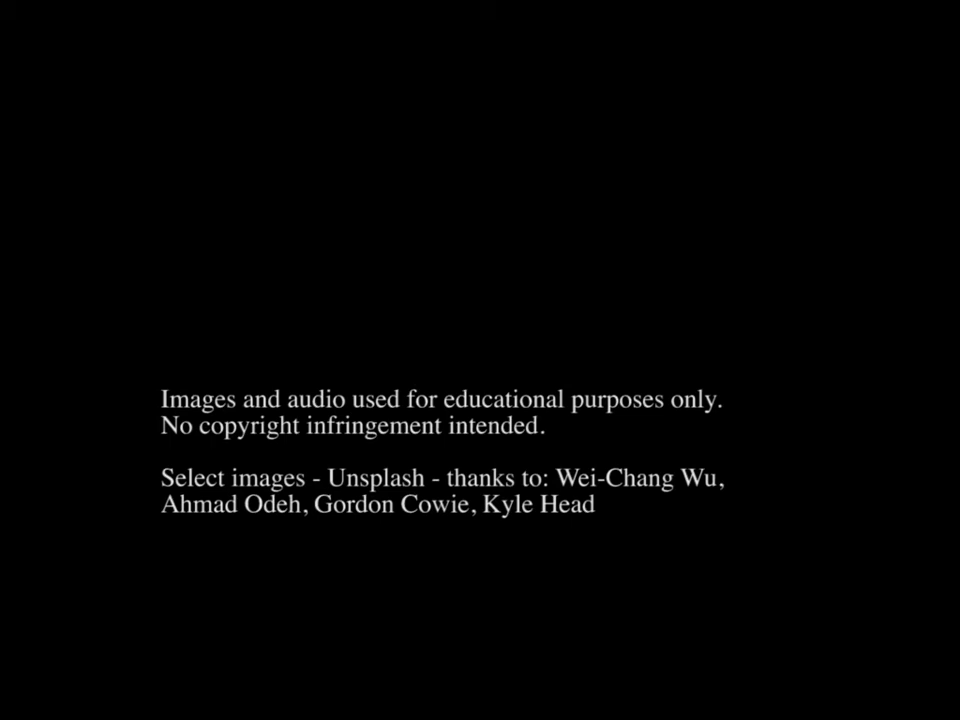 Images and audio used for educational purposes only.
No copyright infringement intended.
Select images - Unsplash - thanks to: Wei-Chang Wu,
Ahmad Odeh, Gordon Cowie, Kyle Head